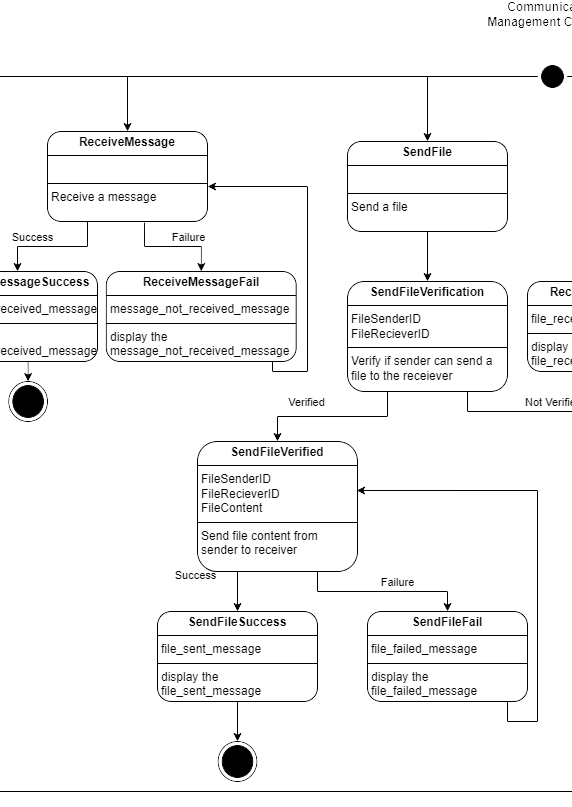 Communica
Management C
ReceiveMessage
Receive a message
SendFile
Send a file
Success
Failure
essageSuccess
received_message
received_message
ReceiveMessageFail
message_not_received_message
display the
message_not_received_message
SendFileVerification
FileSenderID
FileRecieverID
Verify if sender can send a
file to the receiever
Rec
file_rece
display
file_rece
Verified
Not Verifie
SendFileVerified
FileSenderID
FileRecieverID
FileContent
Send file content from
sender to receiver
Success
Failure
SendFileSuccess
file_sent_message
display the
file_sent_message
SendFileFail
file_failed_message
display the
file_failed_message